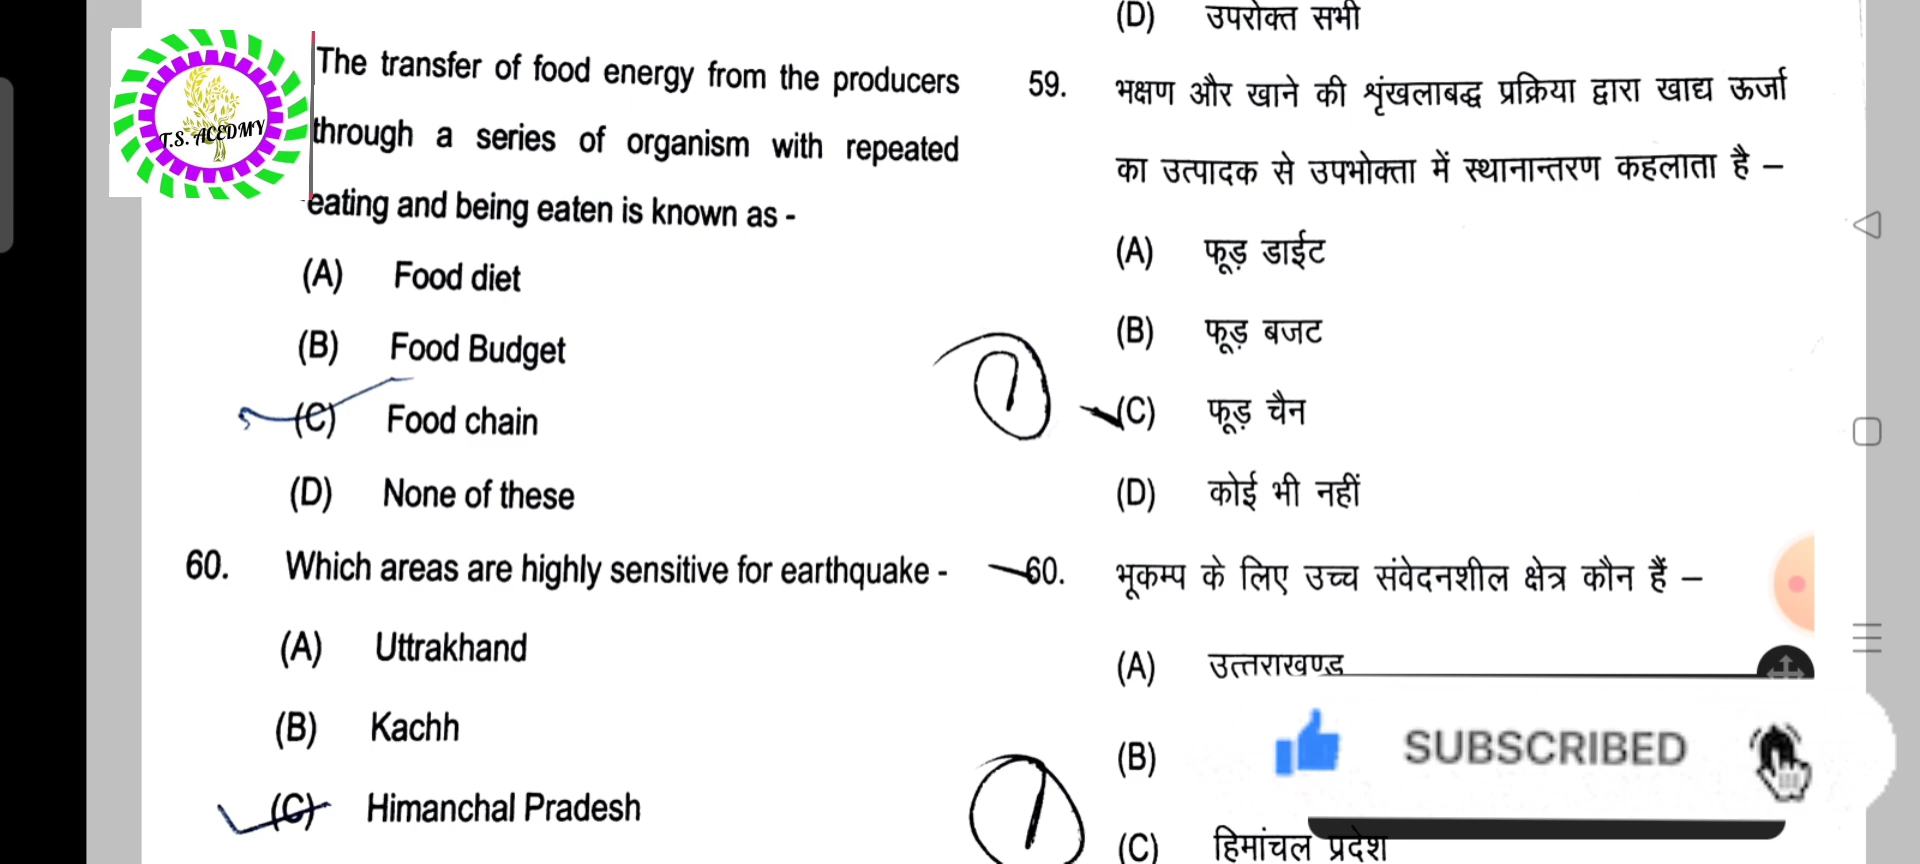 T.S. ACEDMY
The transfer of food energy from the producers
through a series of organism with repeated
eating and being eaten is known as -
(A) Food diet
(B) Food Budget
(C) Food chain
(D) None of these
60. Which areas are highly sensitive for earthquake -
(A) Uttrakhand
(B) Kachh
(C) Himanchal Pradesh
(D) उपरोक्त सभी
59. भक्षण और खाने की शृंखलाबद्ध प्रक्रिया द्वारा खाद्य ऊर्जा
का उत्पादक से उपभोक्ता में स्थानान्तरण कहलाता है –
(A) फूड़ डाईट
(B) फूड़ बजट
(C) फूड़ चैन
(D) कोई भी नहीं
60. भूकम्प के लिए उच्च संवेदनशील क्षेत्र कौन हैं –
(A) उत्तराखण्ड
(B)
SUBSCRIBED
(C) हिमांचल प्रदेश
1
1